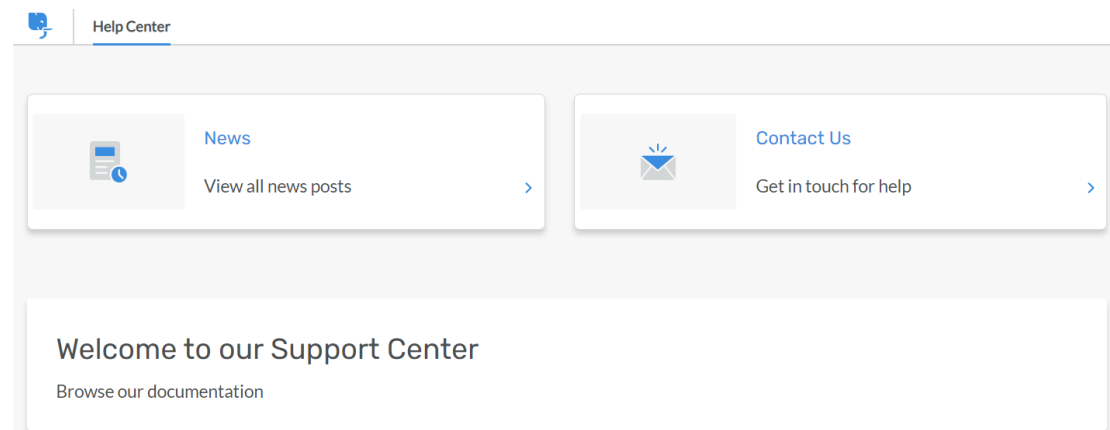 Help Center
News
View all news posts
Contact Us
Get in touch for help
Welcome to our Support Center
Browse our documentation